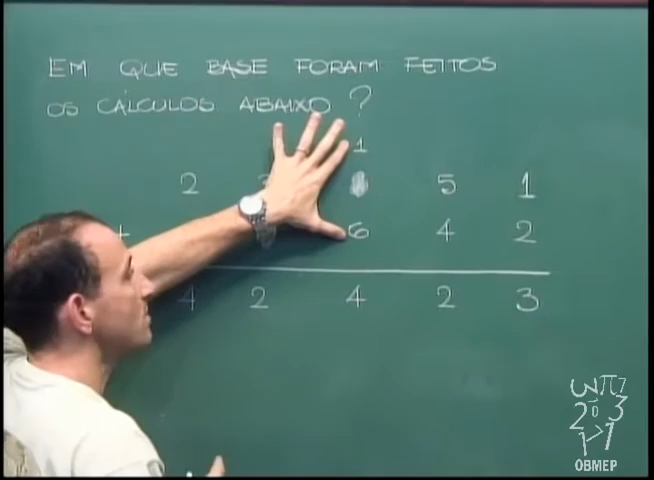 EM QUE BASE FORAM FEITOS
OS CÁLCULOS ABAIXO ?
1
2 5 1
+ 6 4 2
4 2 4 2 3
OBMEP